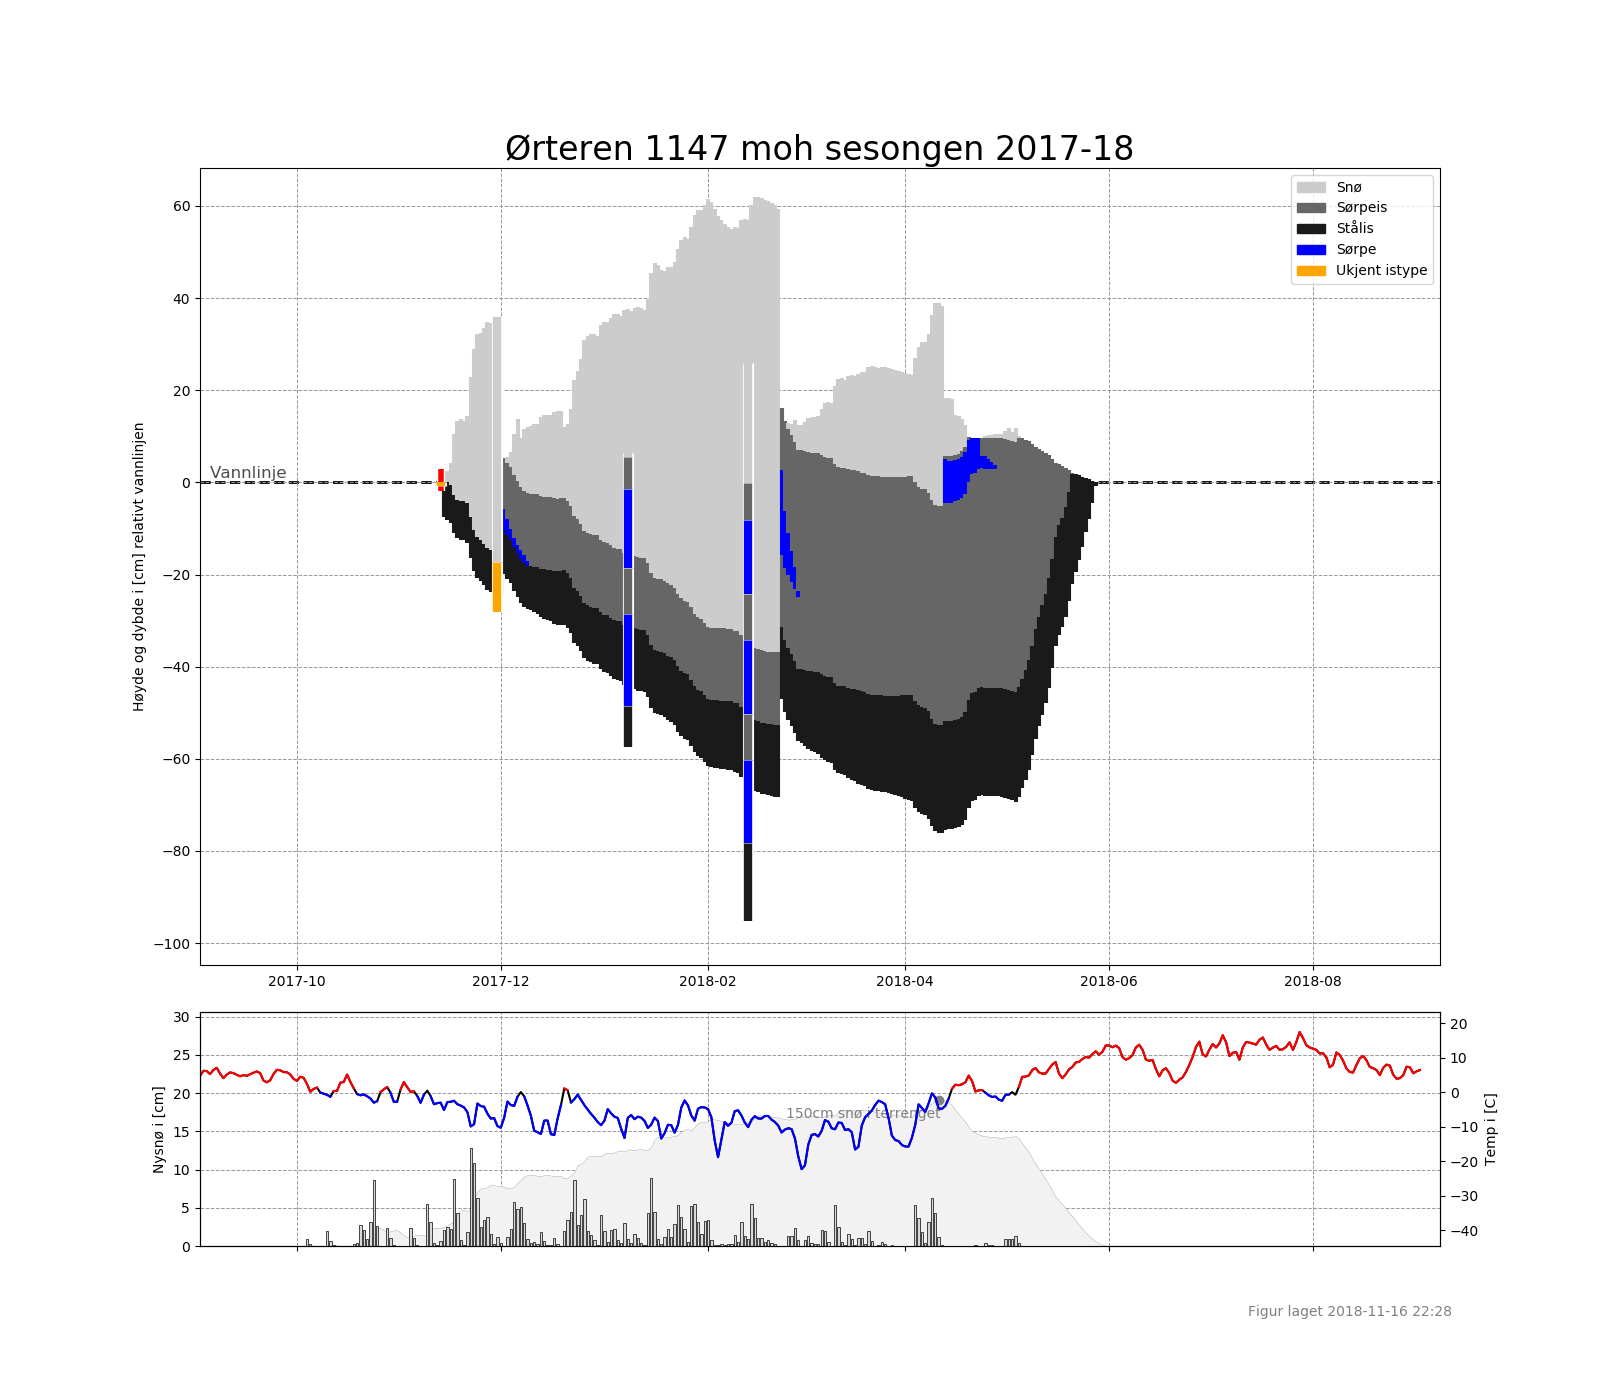 Ørteren 1147 moh sesongen 2017-18
Høyde og dybde i [cm] relativt vannlinjen
60
40
20
0
−20
−40
−60
−80
−100
Vannlinje
Snø
Sørpeis
Stålis
Sørpe
Ukjent istype
2017-10 2017-12 2018-02 2018-04 2018-06 2018-08
Nysnø i [cm]
30
25
20
15
10
5
0
150cm snø i terrenget
20
10
0
−10
−20
−30
−40
Temp i [C]
Figur laget 2018-11-16 22:28